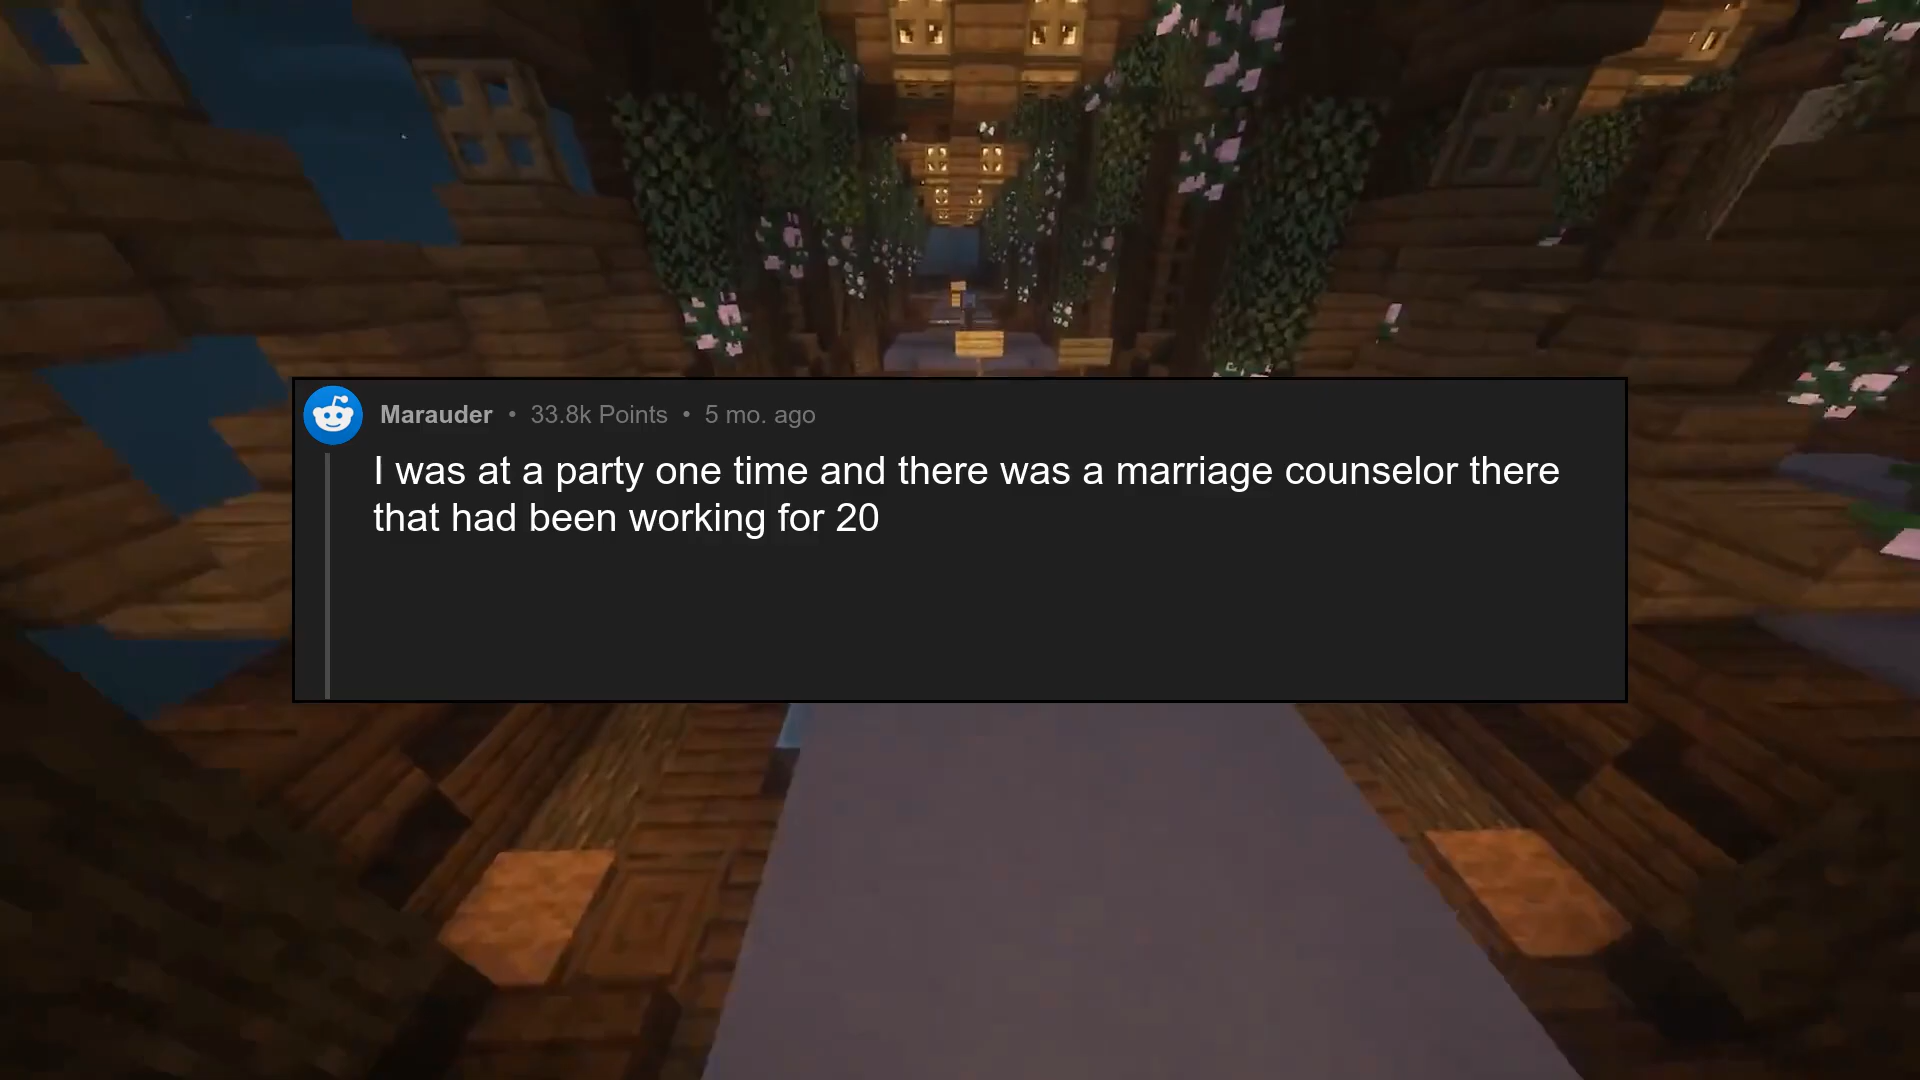 Marauder • 33.8k Points • 5 mo. ago
I was at a party one time and there was a marriage counselor there
that had been working for 20